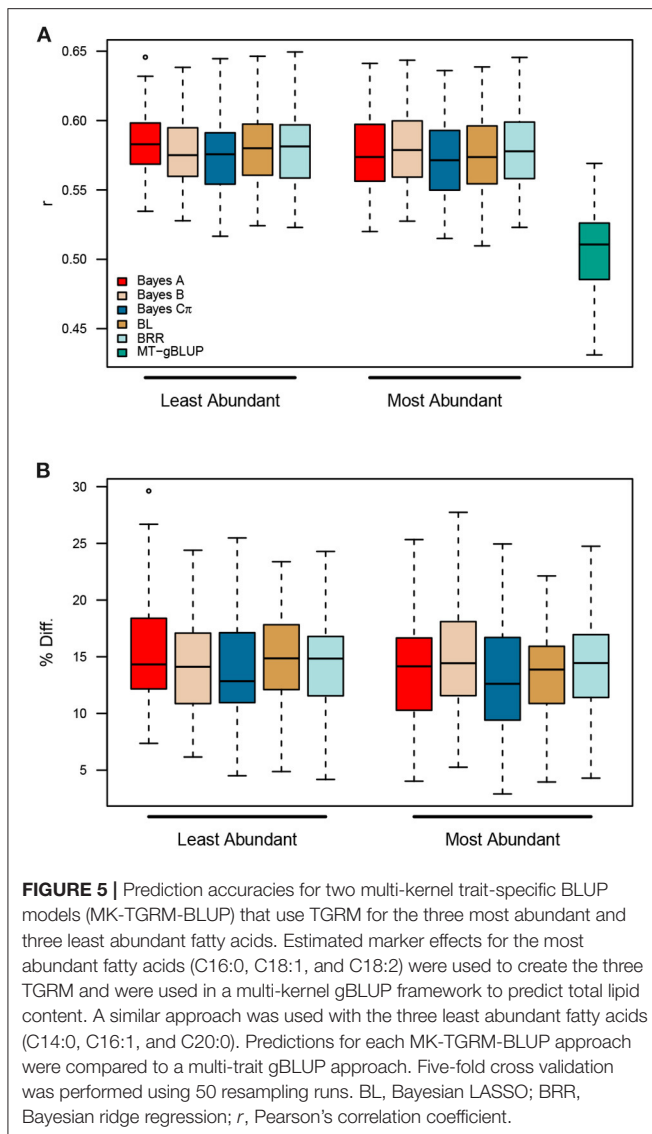 A
0.65
0.60
0.55
0.50
0.45
r
Bayes A
Bayes B
Bayes Cπ
BL
BRR
MT−gBLUP
Least Abundant
Most Abundant
B
30
25
20
15
10
5
% Diff.
Least Abundant
Most Abundant
FIGURE 5 | Prediction accuracies for two multi-kernel trait-specific BLUP
models (MK-TGRM-BLUP) that use TGRM for the three most abundant and
three least abundant fatty acids. Estimated marker effects for the most
abundant fatty acids (C16:0, C18:1, and C18:2) were used to create the three
TGRM and were used in a multi-kernel gBLUP framework to predict total lipid
content. A similar approach was used with the three least abundant fatty acids
(C14:0, C16:1, and C20:0). Predictions for each MK-TGRM-BLUP approach
were compared to a multi-trait gBLUP approach. Five-fold cross validation
was performed using 50 resampling runs. BL, Bayesian LASSO; BRR,
Bayesian ridge regression; r, Pearson's correlation coefficient.